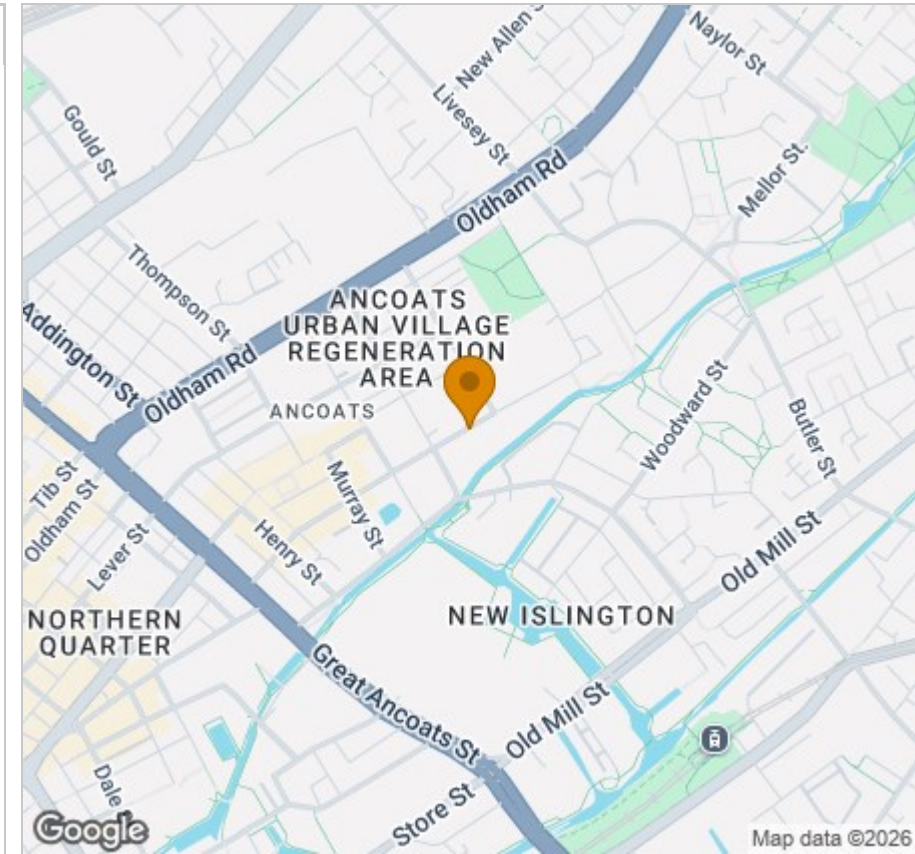 New Allen S
Naylor St
Gould St
Livesey St
Mellor St.
Oldham Rd
Thompson St
ANCOATS
URBAN VILLAGE
REGENERATION
AREA
Addington St
Oldham Rd
ANCOATS
Woodward St
Butler St
Tib St
Oldham St
Lever St
Murray St
Henry St
Old Mill St
NORTHERN
QUARTER
NEW ISLINGTON
Great Ancoats St
Old Mill St
Dale
Store St
Google
Map data ©2026